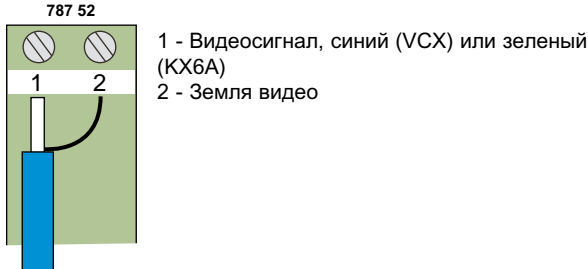 787 52
1 2
1 - Видеосигнал, синий (VCX) или зеленый
(KX6A)
2 - Земля видео